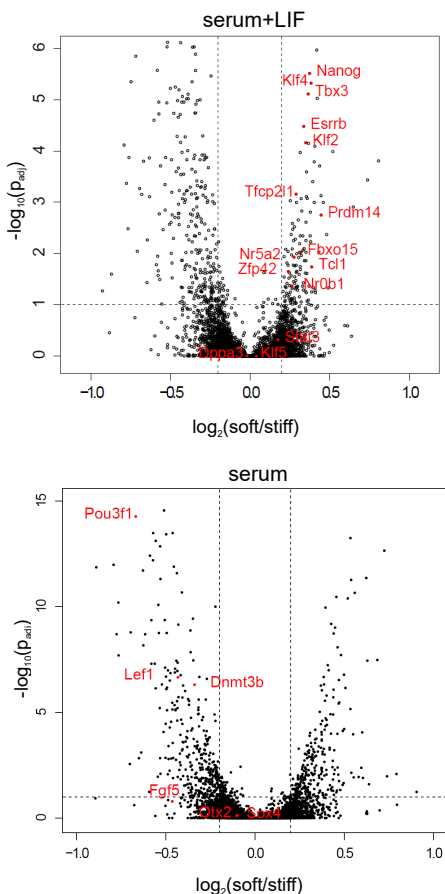 serum+LIF
6
5
4
3
2
1
0
-log10(padj)
Nanog
Klf4
Tbx3
Esrrb
Klf2
Tfcp2l1
Prdm14
Nr5a2
Fbxo15
Zfp42
Tcl1
Nr0b1
Stat3
Dppa3
Klf5
-1.0
-0.5
0.0
0.5
1.0
log2(soft/stiff)
serum
15
10
5
0
-log10(padj)
Pou3f1
Lef1
Dnmt3b
Fgf5
Otx2
Sox4
-1.0
-0.5
0.0
0.5
1.0
log2(soft/stiff)